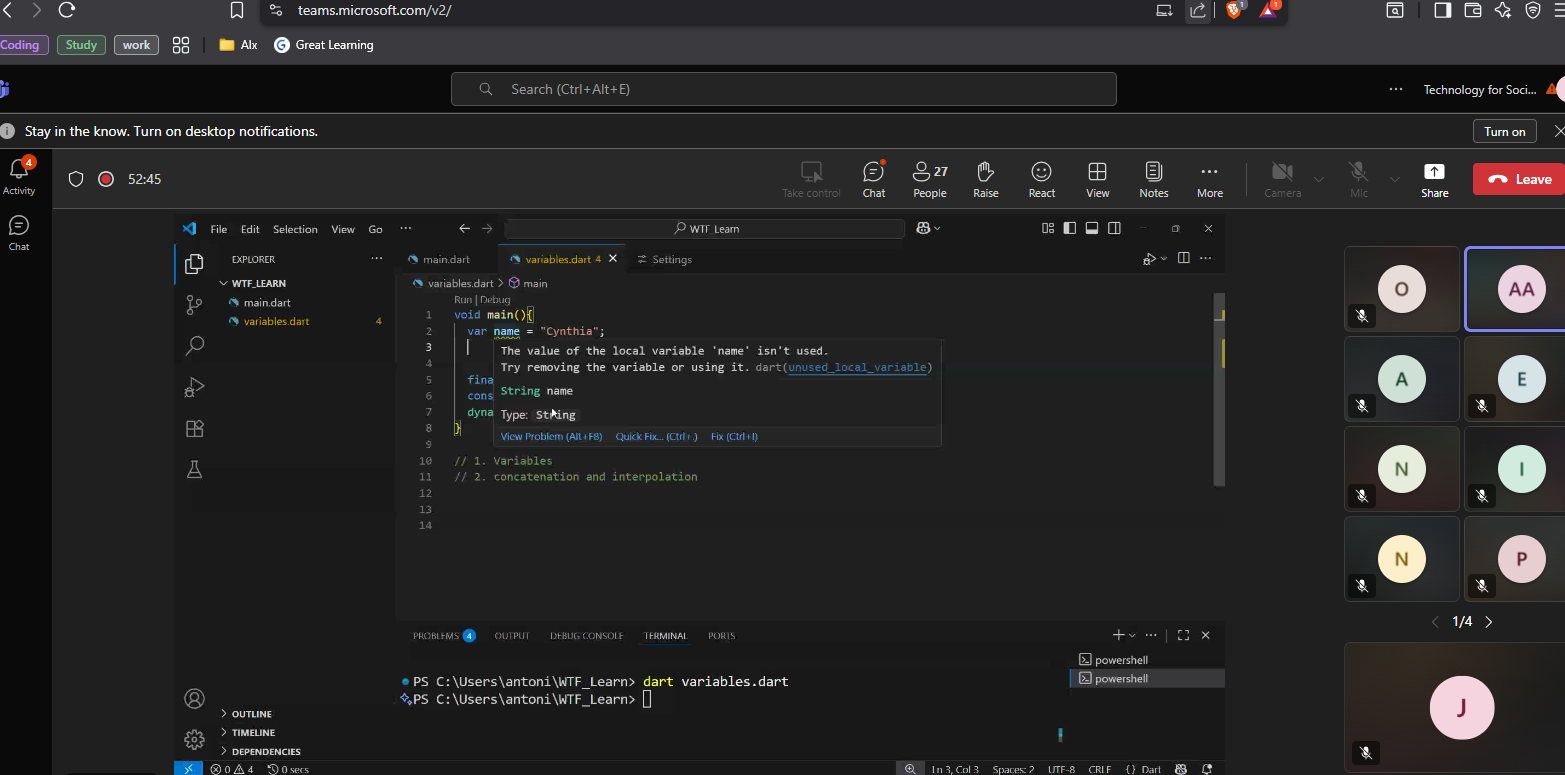 teams.microsoft.com/v2/
1
1
Coding
Study
work
Alx
G Great Learning
Search (Ctrl+Alt+E)
Technology for Soci...
Stay in the know. Turn on desktop notifications.
Turn on
4
Activity
Chat
52:45
Take control
Chat
27
People
Raise
React
View
Notes
More
Camera
Mic
Share
Leave
File Edit Selection View Go ...
WTF_Learn
EXPLORER
WTF_LEARN
main.dart
variables.dart 4
main.dart
variables.dart 4
Settings
variables.dart > main
Run | Debug
1 void main(){
2 var name = "Cynthia";
3
4
5 fina
6 cons
7 dyna
8 }
9
10 // 1. Variables
11 // 2. concatenation and interpolation
12
13
14
The value of the local variable 'name' isn't used.
Try removing the variable or using it. dart(unused_local_variable)
String name
Type: String
View Problem (Alt+F8) Quick Fix... (Ctrl+.) Fix (Ctrl+I)
PROBLEMS 4 OUTPUT DEBUG CONSOLE TERMINAL PORTS
PS C:\Users\antoni\WTF_Learn> dart variables.dart
PS C:\Users\antoni\WTF_Learn>
powershell
powershell
OUTLINE
TIMELINE
DEPENDENCIES
0 4 0 secs
Ln 3, Col 3 Spaces: 2 UTF-8 CRLF {} Dart
O
AA
A
E
N
I
N
P
1/4
J